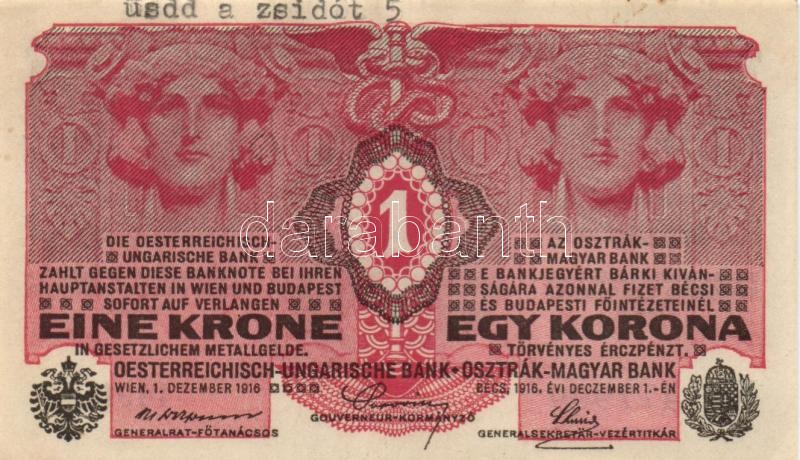 üsdd a zsidót 5
1 1
1
darabanth
DIE OESTERREICHISCH-
UNGARISCHE BANK
ZAHLT GEGEN DIESE BANKNOTE BEI IHREN
HAUPTANSTALTEN IN WIEN UND BUDAPEST
SOFORT AUF VERLANGEN
EINE KRONE
IN GESETZLICHEM METALLGELDE.
AZ OSZTRÁK-
MAGYAR BANK
E BANKJEGYÉRT BÁRKI KIVÁN-
SÁGÁRA AZONNAL FIZET BÉCSI
ÉS BUDAPESTI FŐINTÉZETEINÉL
EGY KORONA
TÖRVÉNYES ÉRCZPÉNZT.
OESTERREICHISCH-UNGARISCHE BANK · OSZTRÁK-MAGYAR BANK
WIEN, 1. DEZEMBER 1916
BÉCS, 1916. ÉVI DECZEMBER 1.-ÉN
GENERALRAT-FŐTANÁCSOS
GOUVERNEUR-KORMÁNYZÓ
GENERALSEKRETÄR-VEZÉRTITKÁR